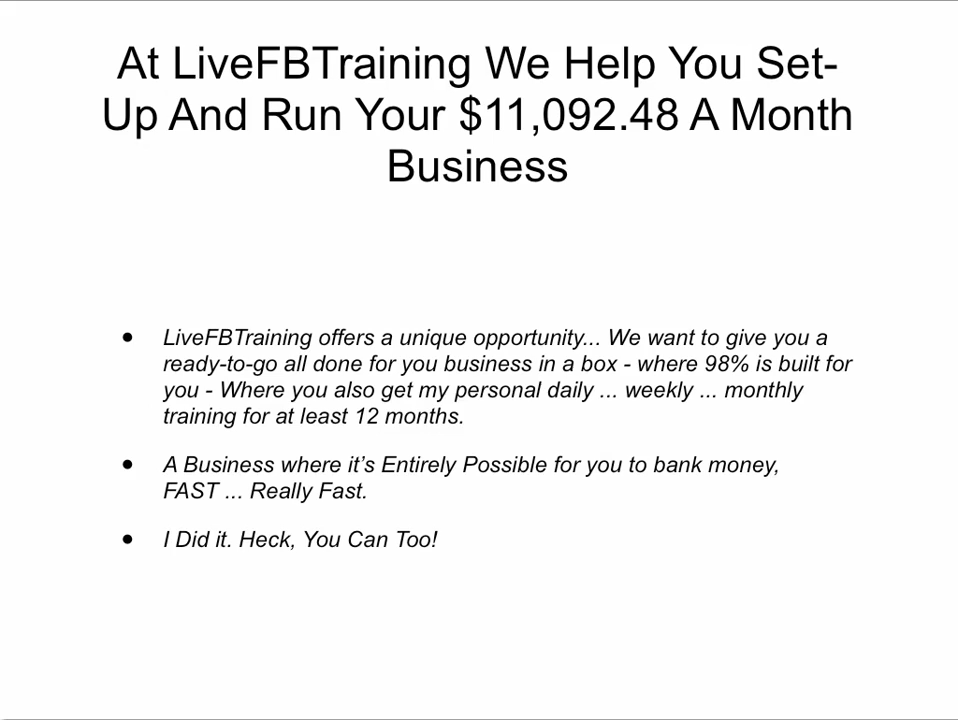 At LiveFBTraining We Help You Set-
Up And Run Your $11,092.48 A Month
Business
• LiveFBTraining offers a unique opportunity... We want to give you a
ready-to-go all done for you business in a box - where 98% is built for
you - Where you also get my personal daily ... weekly ... monthly
training for at least 12 months.
• A Business where it’s Entirely Possible for you to bank money,
FAST ... Really Fast.
• I Did it. Heck, You Can Too!